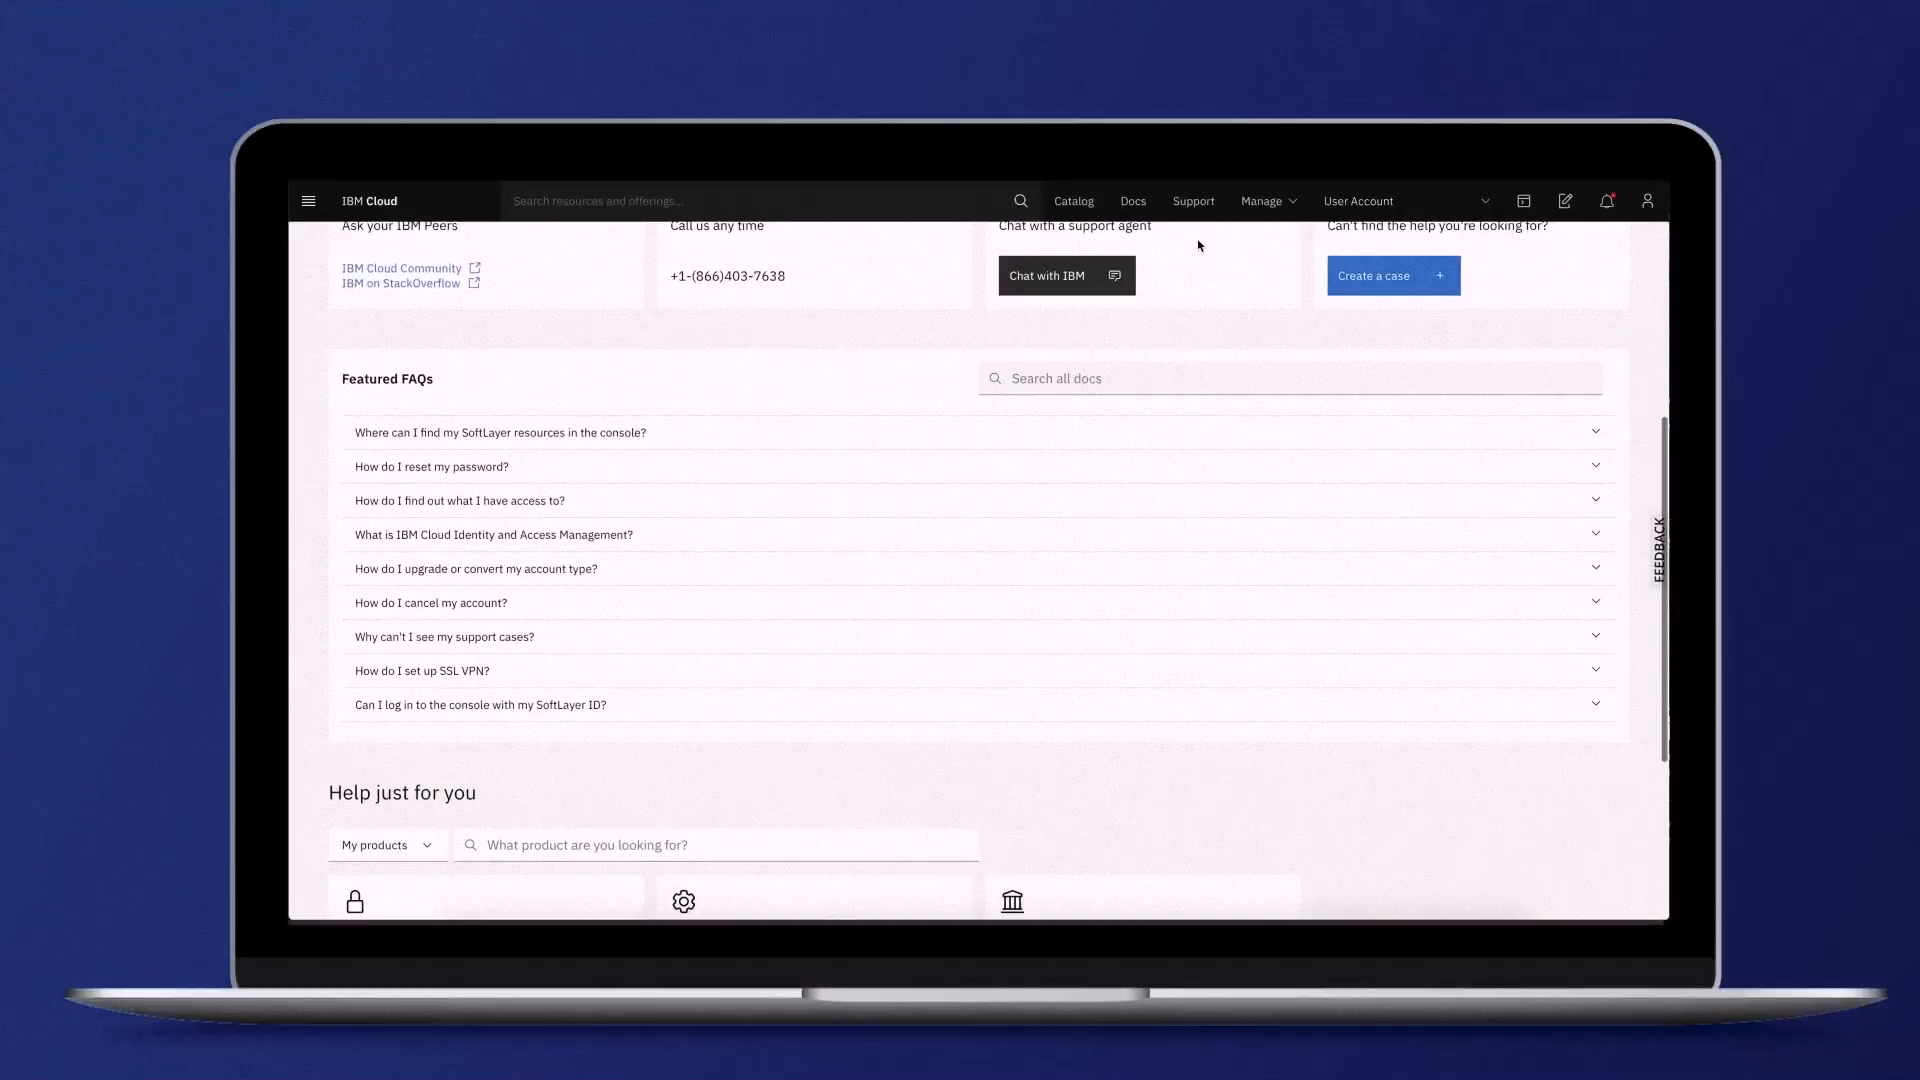 IBM Cloud
Search resources and offerings...
Catalog
Docs
Support
Manage
User Account
Ask your IBM Peers
Call us any time
Chat with a support agent
Can't find the help you're looking for?
IBM Cloud Community
IBM on StackOverflow
+1-(866)403-7638
Chat with IBM
Create a case +
Featured FAQs
Search all docs
Where can I find my SoftLayer resources in the console?
How do I reset my password?
How do I find out what I have access to?
What is IBM Cloud Identity and Access Management?
How do I upgrade or convert my account type?
How do I cancel my account?
Why can't I see my support cases?
How do I set up SSL VPN?
Can I log in to the console with my SoftLayer ID?
FEEDBACK
Help just for you
My products
What product are you looking for?